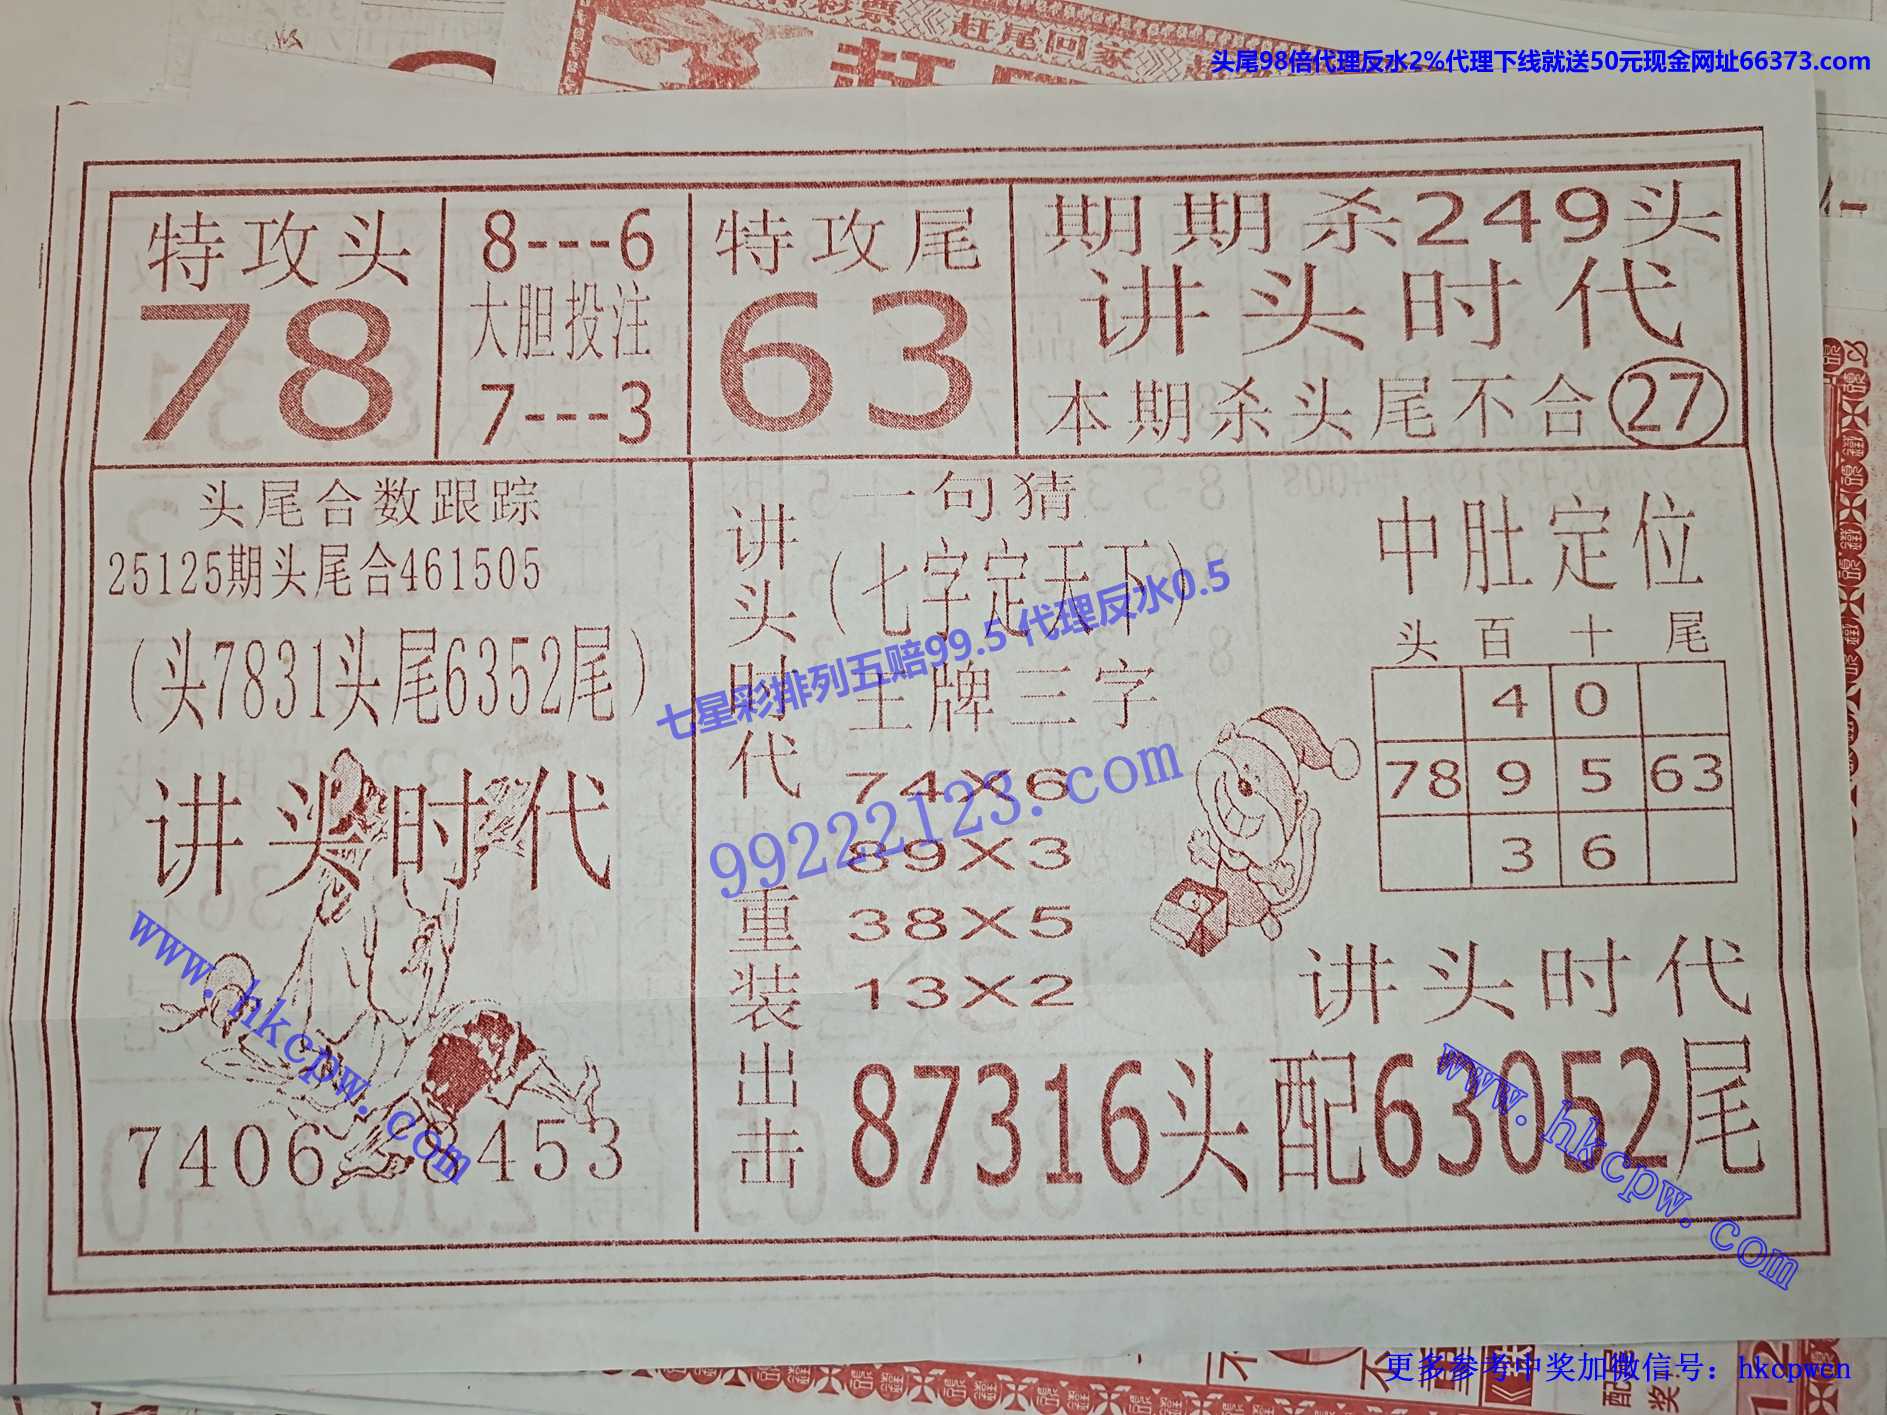 头尾98倍代理反水2%代理下线就送50元现金网址66373.com
赶尾回家
特攻头
78
8---6
大胆投注
7---3
特攻尾
63
期期杀249头
讲头时代
本期杀头尾不合27
头尾合数跟踪
25125期头尾合461505
(头7831头尾6352尾)
讲头时代
7406 8453
讲头时代 重装出击
一句猜
(七字定天下)
王牌三字
74X6
89X3
38X5
13X2
中肚定位
头 百 十 尾
4 0
78 9 5 63
3 6
讲头时代
87316头配63052尾
七星彩排列五赔99.5 代理反水0.5
99222123.com
www.hkcpw.com
www.hkcpw.com
更多参考中奖加微信号：hkcpwcn